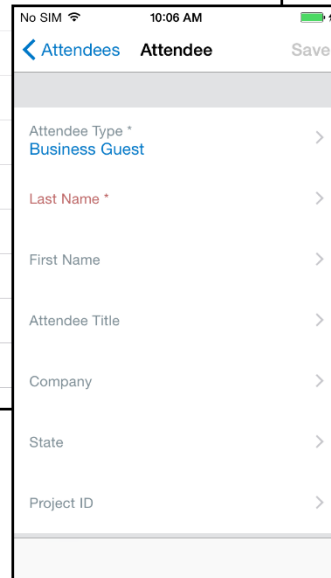 No SIM 10:06 AM
Attendees Attendee Save
Attendee Type *
Business Guest
Last Name *
First Name
Attendee Title
Company
State
Project ID